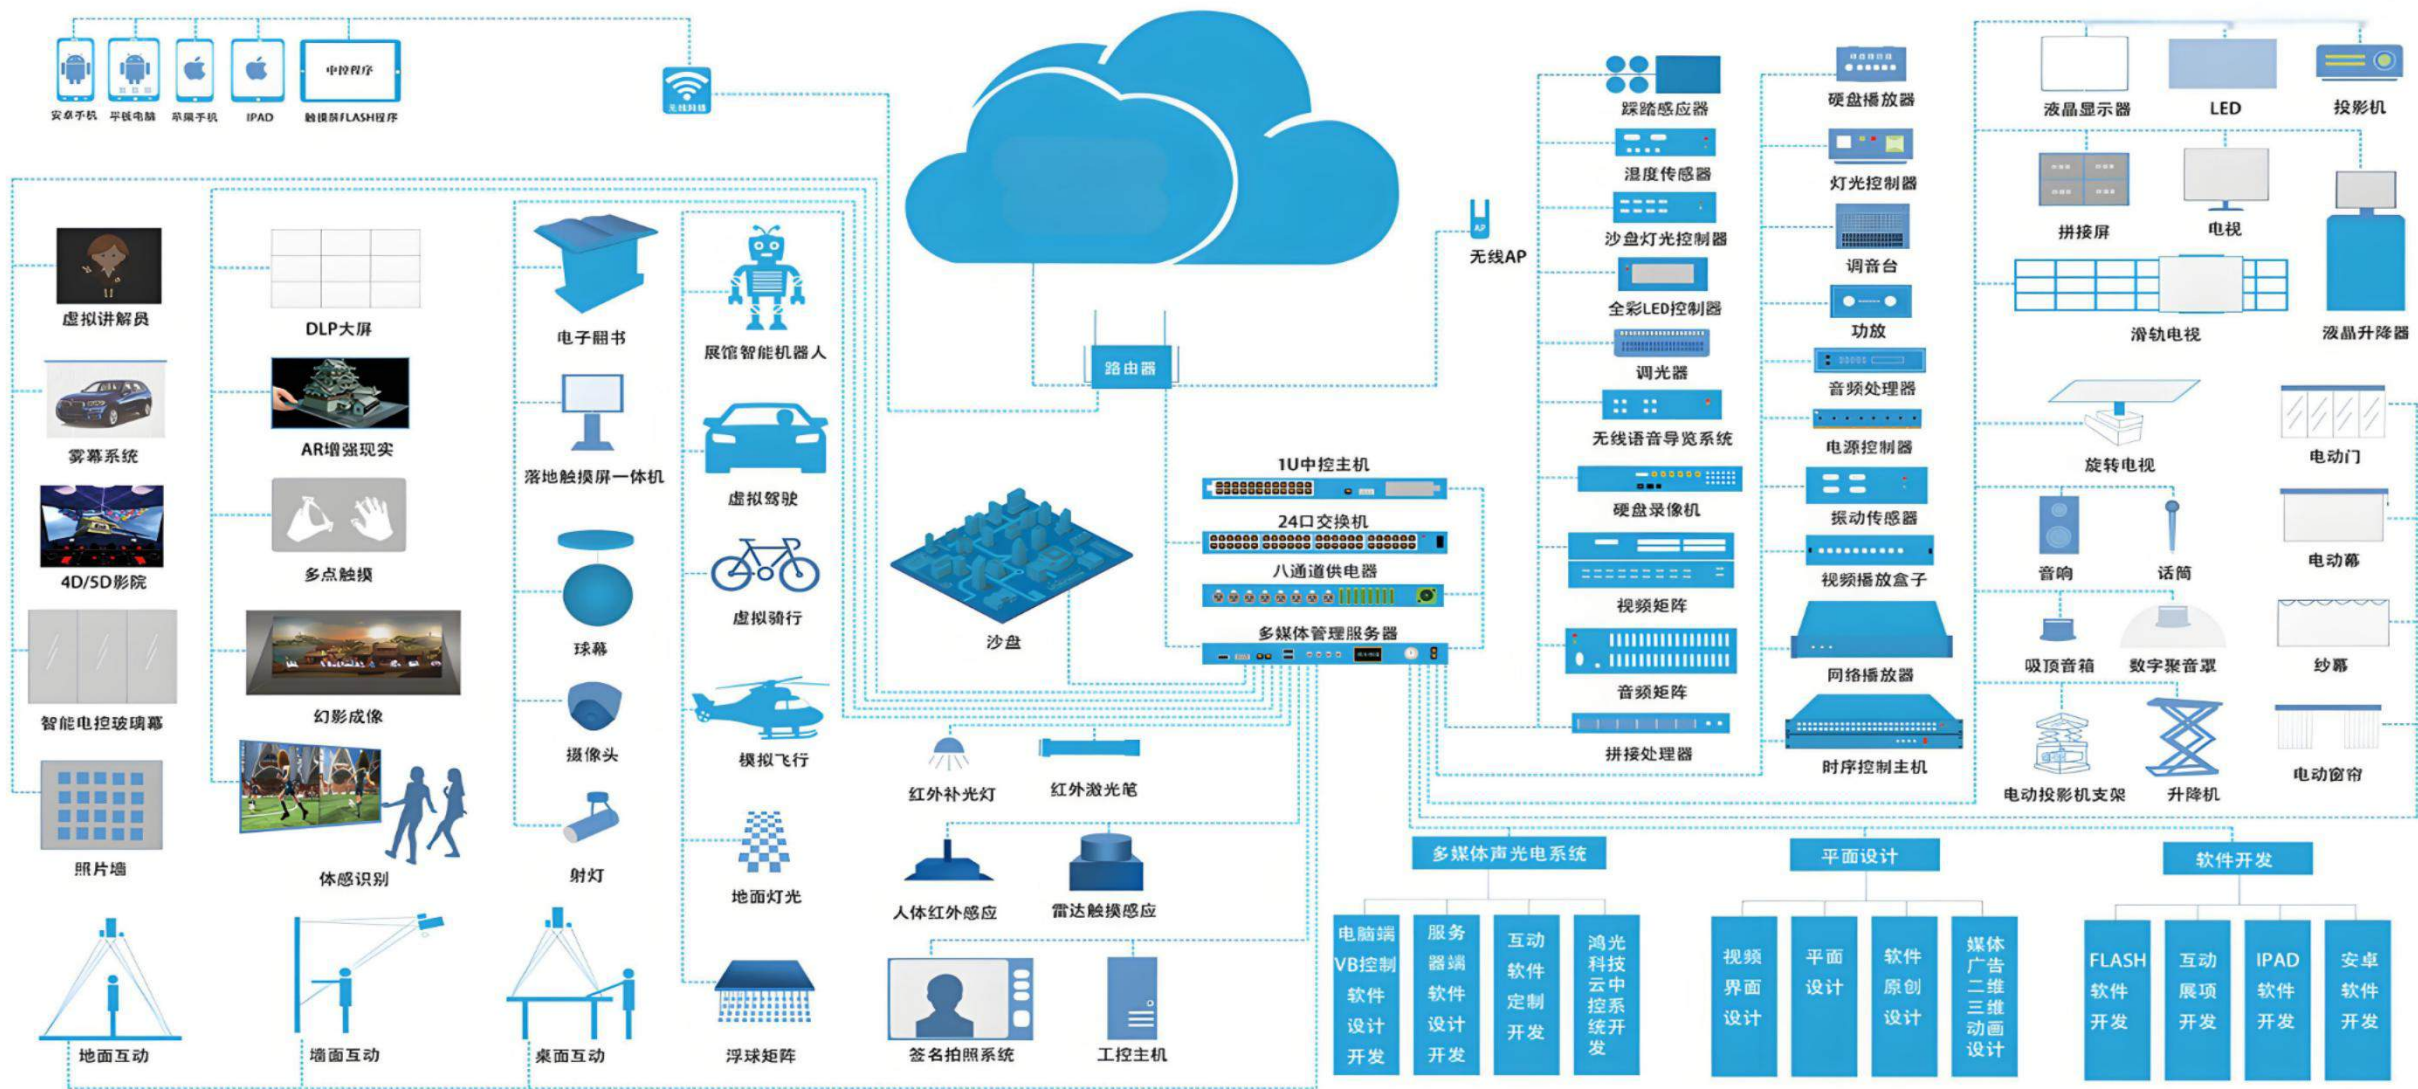 安卓手机
平板电脑
苹果手机
IPAD
中控程序
触摸屏FLASH程序
无线网络
虚拟讲解员
雾幕系统
4D/5D影院
智能电控玻璃幕
照片墙
DLP大屏
AR增强现实
多点触摸
幻影成像
体感识别
电子翻书
落地触摸屏一体机
球幕
摄像头
射灯
展馆智能机器人
虚拟驾驶
虚拟骑行
模拟飞行
地面灯光
浮球矩阵
地面互动
墙面互动
桌面互动
路由器
沙盘
1U中控主机
24口交换机
八通道供电器
多媒体管理服务器
红外补光灯
红外激光笔
人体红外感应
雷达触摸感应
签名拍照系统
工控主机
AP
无线AP
踩踏感应器
湿度传感器
沙盘灯光控制器
全彩LED控制器
调光器
无线语音导览系统
硬盘录像机
视频矩阵
音频矩阵
拼接处理器
硬盘播放器
灯光控制器
调音台
功放
音频处理器
电源控制器
振动传感器
视频播放盒子
网络播放器
时序控制主机
液晶显示器
LED
投影机
拼接屏
电视
滑轨电视
液晶升降器
旋转电视
电动门
音响
话筒
电动幕
吸顶音箱
数字聚音罩
纱幕
电动投影机支架
升降机
电动窗帘
多媒体声光电系统
电脑端
VB控制
软件
设计
开发
服务
器端
软件
设计
开发
互动
软件
定制
开发
鸿光
科技
云中
控系
统开
发
平面设计
视频
界面
设计
平面
设计
软件
原创
设计
媒体
广告
二维
三维
动画
设计
软件开发
FLASH
软件
开发
互动
展项
开发
IPAD
软件
开发
安卓
软件
开发